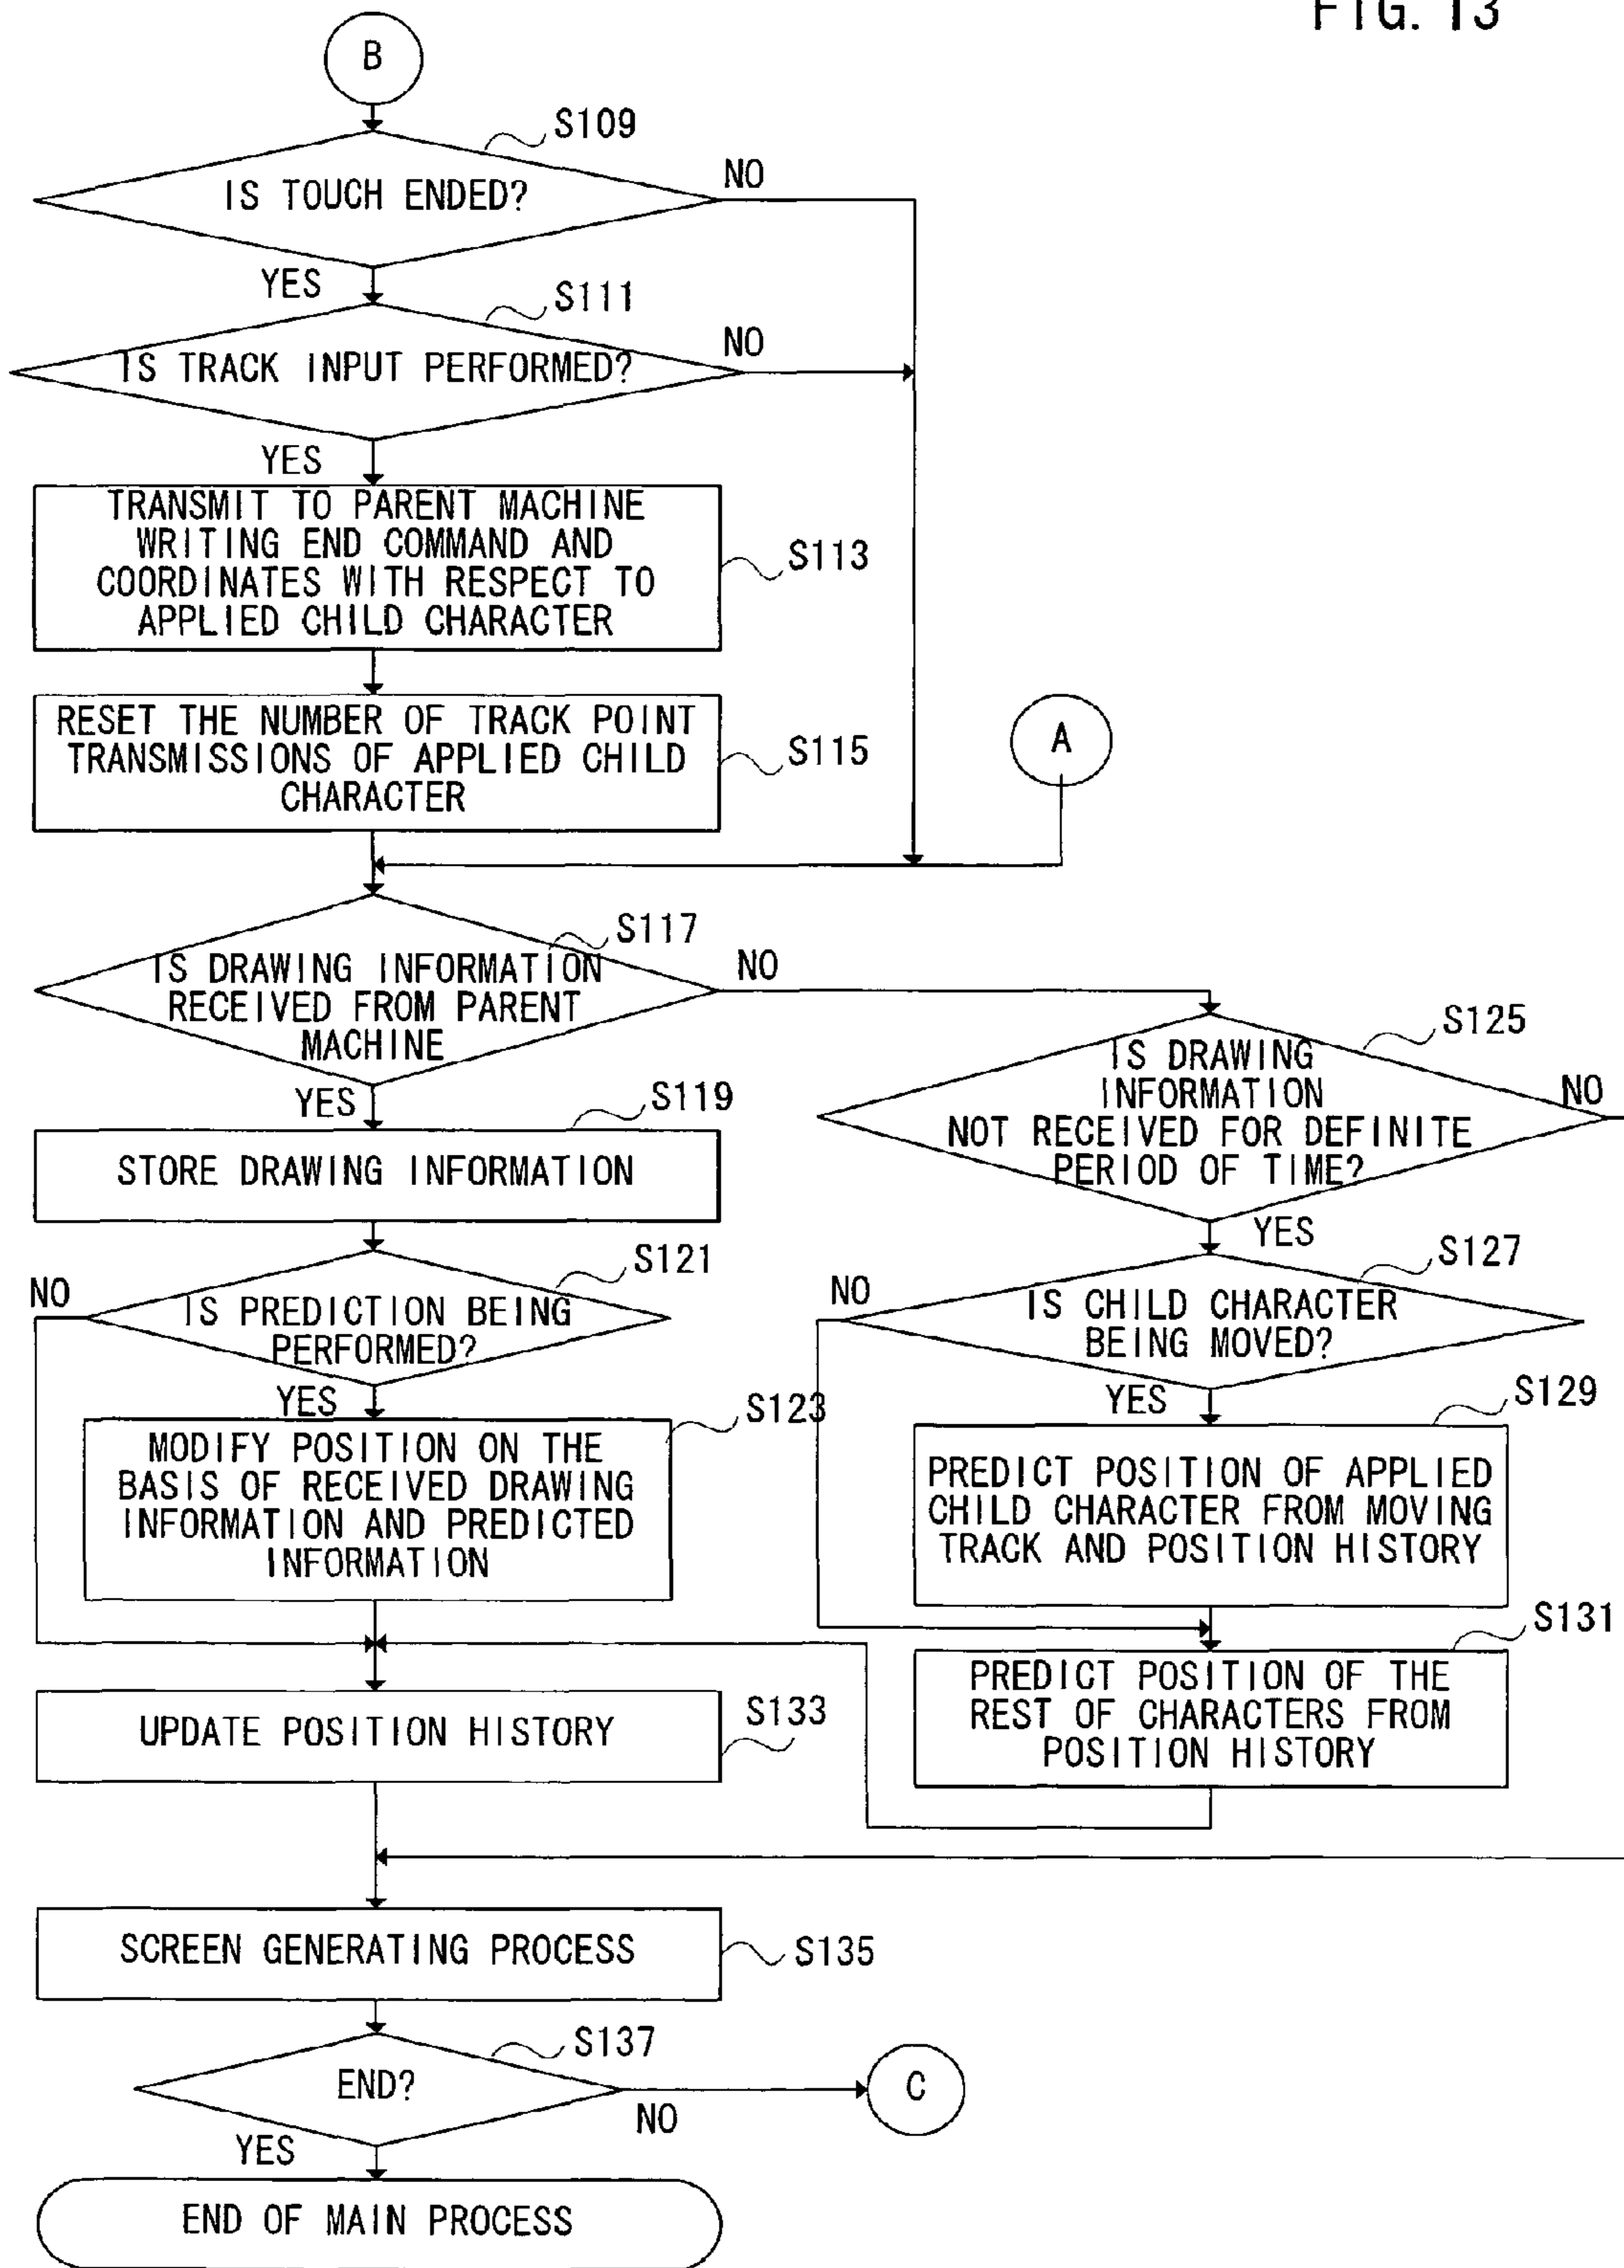 FIG. 13
B
S109
IS TOUCH ENDED?
NO
YES
S111
IS TRACK INPUT PERFORMED?
NO
YES
TRANSMIT TO PARENT MACHINE
WRITING END COMMAND AND
COORDINATES WITH RESPECT TO
APPLIED CHILD CHARACTER
S113
RESET THE NUMBER OF TRACK POINT
TRANSMISSIONS OF APPLIED CHILD
CHARACTER
S115
A
S117
IS DRAWING INFORMATION
RECEIVED FROM PARENT
MACHINE
NO
YES
S119
STORE DRAWING INFORMATION
S121
NO
IS PREDICTION BEING
PERFORMED?
YES
S123
MODIFY POSITION ON THE
BASIS OF RECEIVED DRAWING
INFORMATION AND PREDICTED
INFORMATION
S125
IS DRAWING
INFORMATION
NOT RECEIVED FOR DEFINITE
PERIOD OF TIME?
NO
YES
S127
NO
IS CHILD CHARACTER
BEING MOVED?
YES
S129
PREDICT POSITION OF APPLIED
CHILD CHARACTER FROM MOVING
TRACK AND POSITION HISTORY
S131
PREDICT POSITION OF THE
REST OF CHARACTERS FROM
POSITION HISTORY
UPDATE POSITION HISTORY
S133
SCREEN GENERATING PROCESS
S135
S137
END?
NO
C
YES
END OF MAIN PROCESS